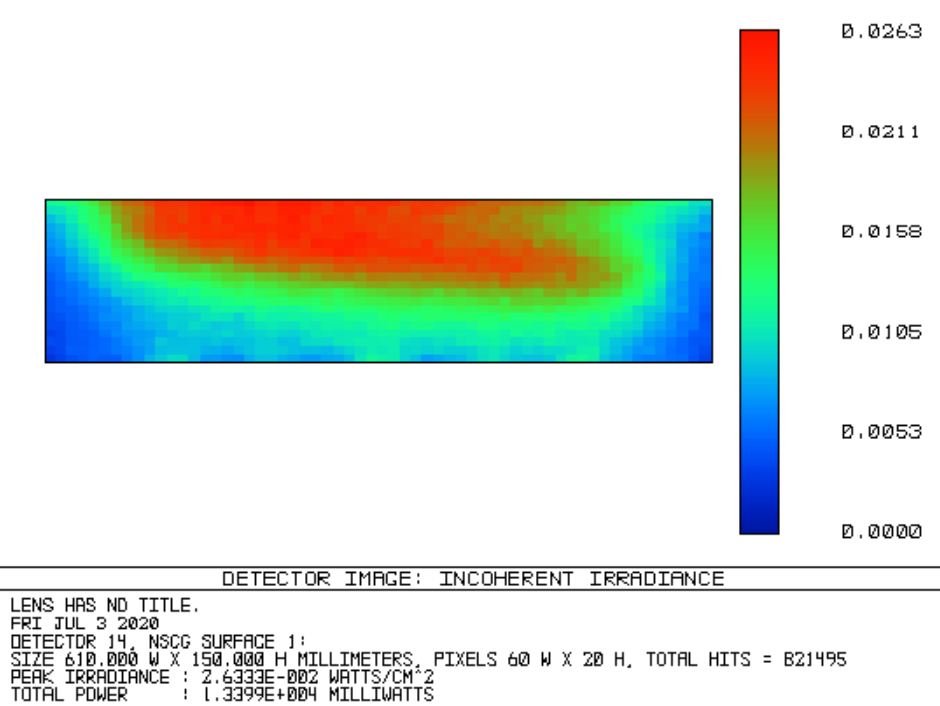 0.0263
0.0211
0.0158
0.0105
0.0053
0.0000
DETECTOR IMAGE: INCOHERENT IRRADIANCE
LENS HAS NO TITLE.
FRI JUL 3 2020
DETECTOR 14, NSCG SURFACE 1:
SIZE 610.000 W X 150.000 H MILLIMETERS, PIXELS 60 W X 20 H, TOTAL HITS = 821495
PEAK IRRADIANCE : 2.6333E-002 WATTS/CM^2
TOTAL POWER : 1.3399E+004 MILLIWATTS